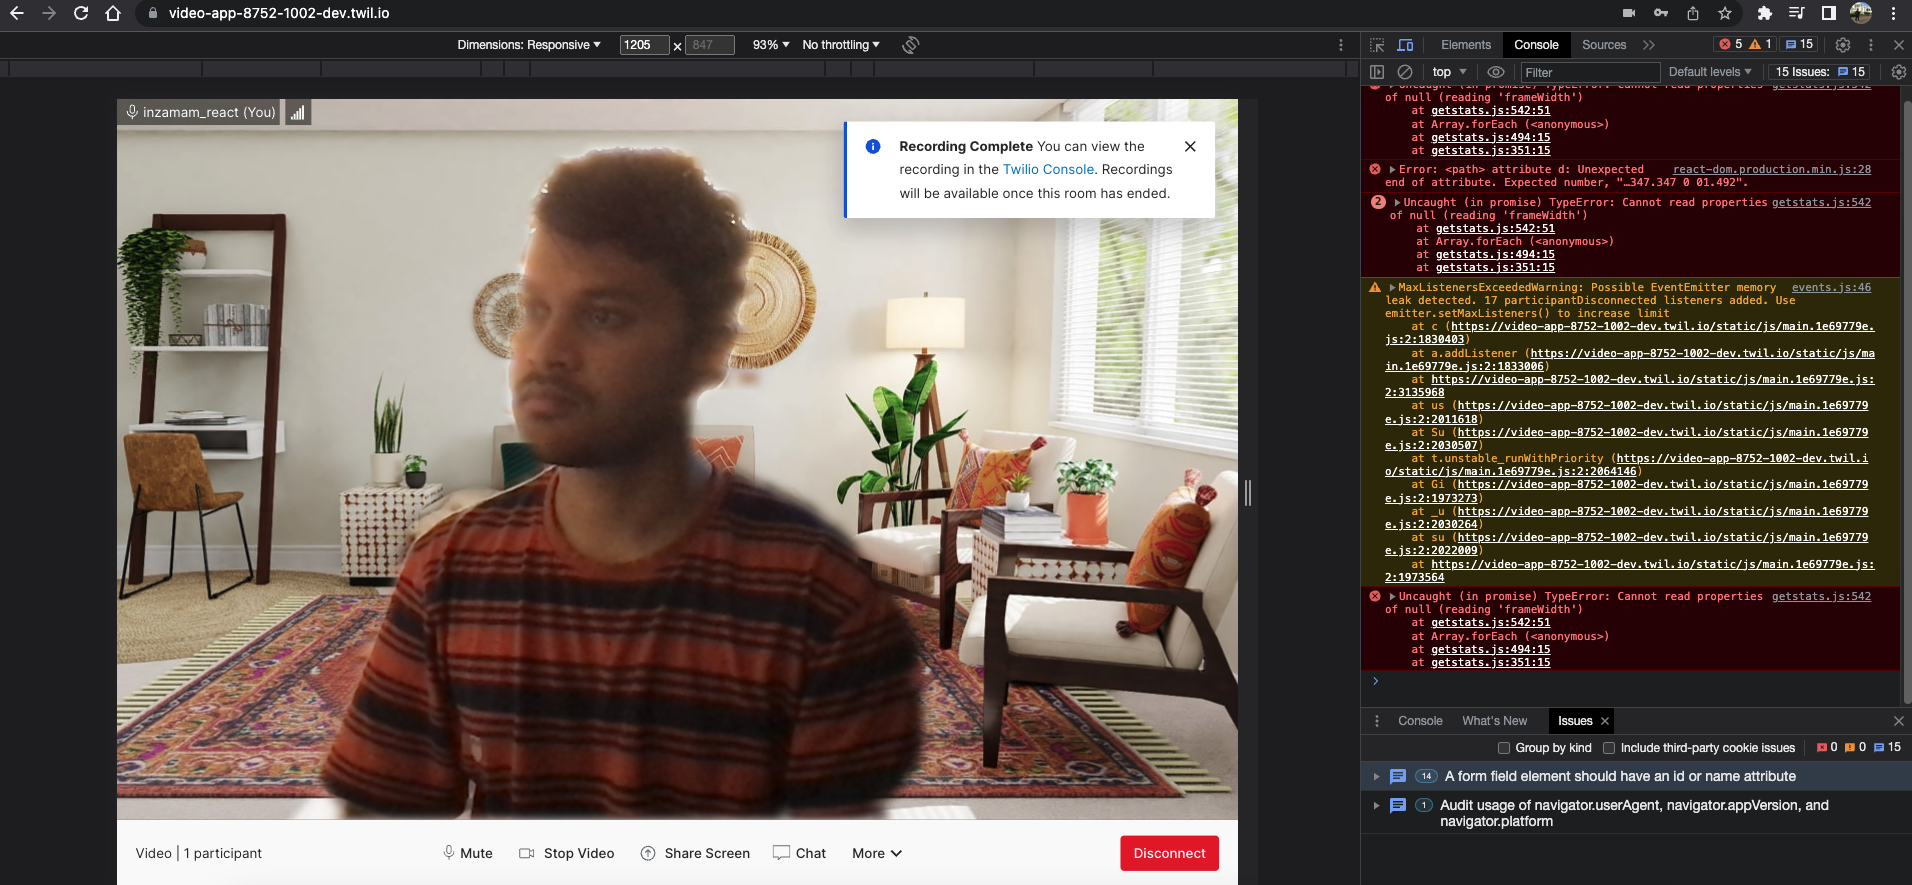 video-app-8752-1002-dev.twil.io
Dimensions: Responsive 1205 × 847 93% No throttling
Elements Console Sources 5 1 15
top Filter Default levels 15 Issues: 15
inzamam_react (You)
Recording Complete You can view the
recording in the Twilio Console. Recordings
will be available once this room has ended.
Video | 1 participant
Mute Stop Video Share Screen Chat More
Disconnect
Uncaught (in promise) TypeError: Cannot read properties getstats.js:542
of null (reading 'frameWidth')
at getstats.js:542:51
at Array.forEach (<anonymous>)
at getstats.js:494:15
at getstats.js:351:15
Error: <path> attribute d: Unexpected react-dom.production.min.js:28
end of attribute. Expected number, "…347.347 0 01.492".
2 Uncaught (in promise) TypeError: Cannot read properties getstats.js:542
of null (reading 'frameWidth')
at getstats.js:542:51
at Array.forEach (<anonymous>)
at getstats.js:494:15
at getstats.js:351:15
MaxListenersExceededWarning: Possible EventEmitter memory events.js:46
leak detected. 17 participantDisconnected listeners added. Use
emitter.setMaxListeners() to increase limit
at c (https://video-app-8752-1002-dev.twil.io/static/js/main.1e69779e.
js:2:1830403)
at a.addListener (https://video-app-8752-1002-dev.twil.io/static/js/ma
in.1e69779e.js:2:1833006)
at https://video-app-8752-1002-dev.twil.io/static/js/main.1e69779e.js:
2:3135968
at us (https://video-app-8752-1002-dev.twil.io/static/js/main.1e69779
e.js:2:2011618)
at Su (https://video-app-8752-1002-dev.twil.io/static/js/main.1e69779
e.js:2:2030507)
at t.unstable_runWithPriority (https://video-app-8752-1002-dev.twil.i
o/static/js/main.1e69779e.js:2:2064146)
at Gi (https://video-app-8752-1002-dev.twil.io/static/js/main.1e69779
e.js:2:1973273)
at _u (https://video-app-8752-1002-dev.twil.io/static/js/main.1e69779
e.js:2:2030264)
at su (https://video-app-8752-1002-dev.twil.io/static/js/main.1e69779
e.js:2:2022009)
at https://video-app-8752-1002-dev.twil.io/static/js/main.1e69779e.js:
2:1973564
Uncaught (in promise) TypeError: Cannot read properties getstats.js:542
of null (reading 'frameWidth')
at getstats.js:542:51
at Array.forEach (<anonymous>)
at getstats.js:494:15
at getstats.js:351:15
Console What's New Issues
Group by kind Include third-party cookie issues 0 0 15
14 A form field element should have an id or name attribute
1 Audit usage of navigator.userAgent, navigator.appVersion, and
navigator.platform